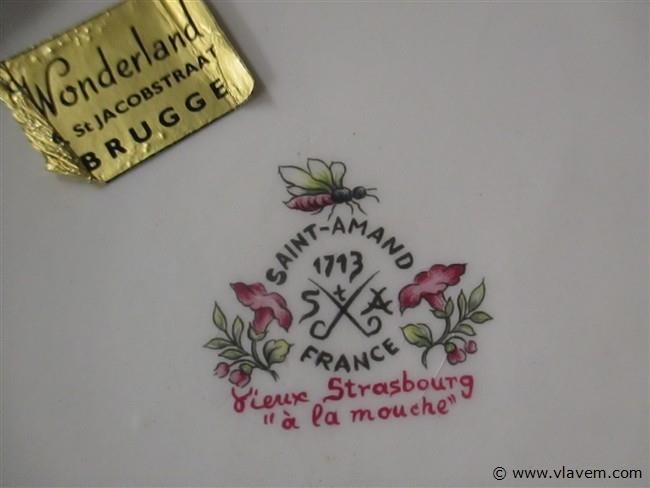 Wonderland
St JACOBSTRAAT
BRUGGE
SAINT-AMAND
1713
S t A
FRANCE
Vieux Strasbourg
"à la mouche"
© www.vlavem.com